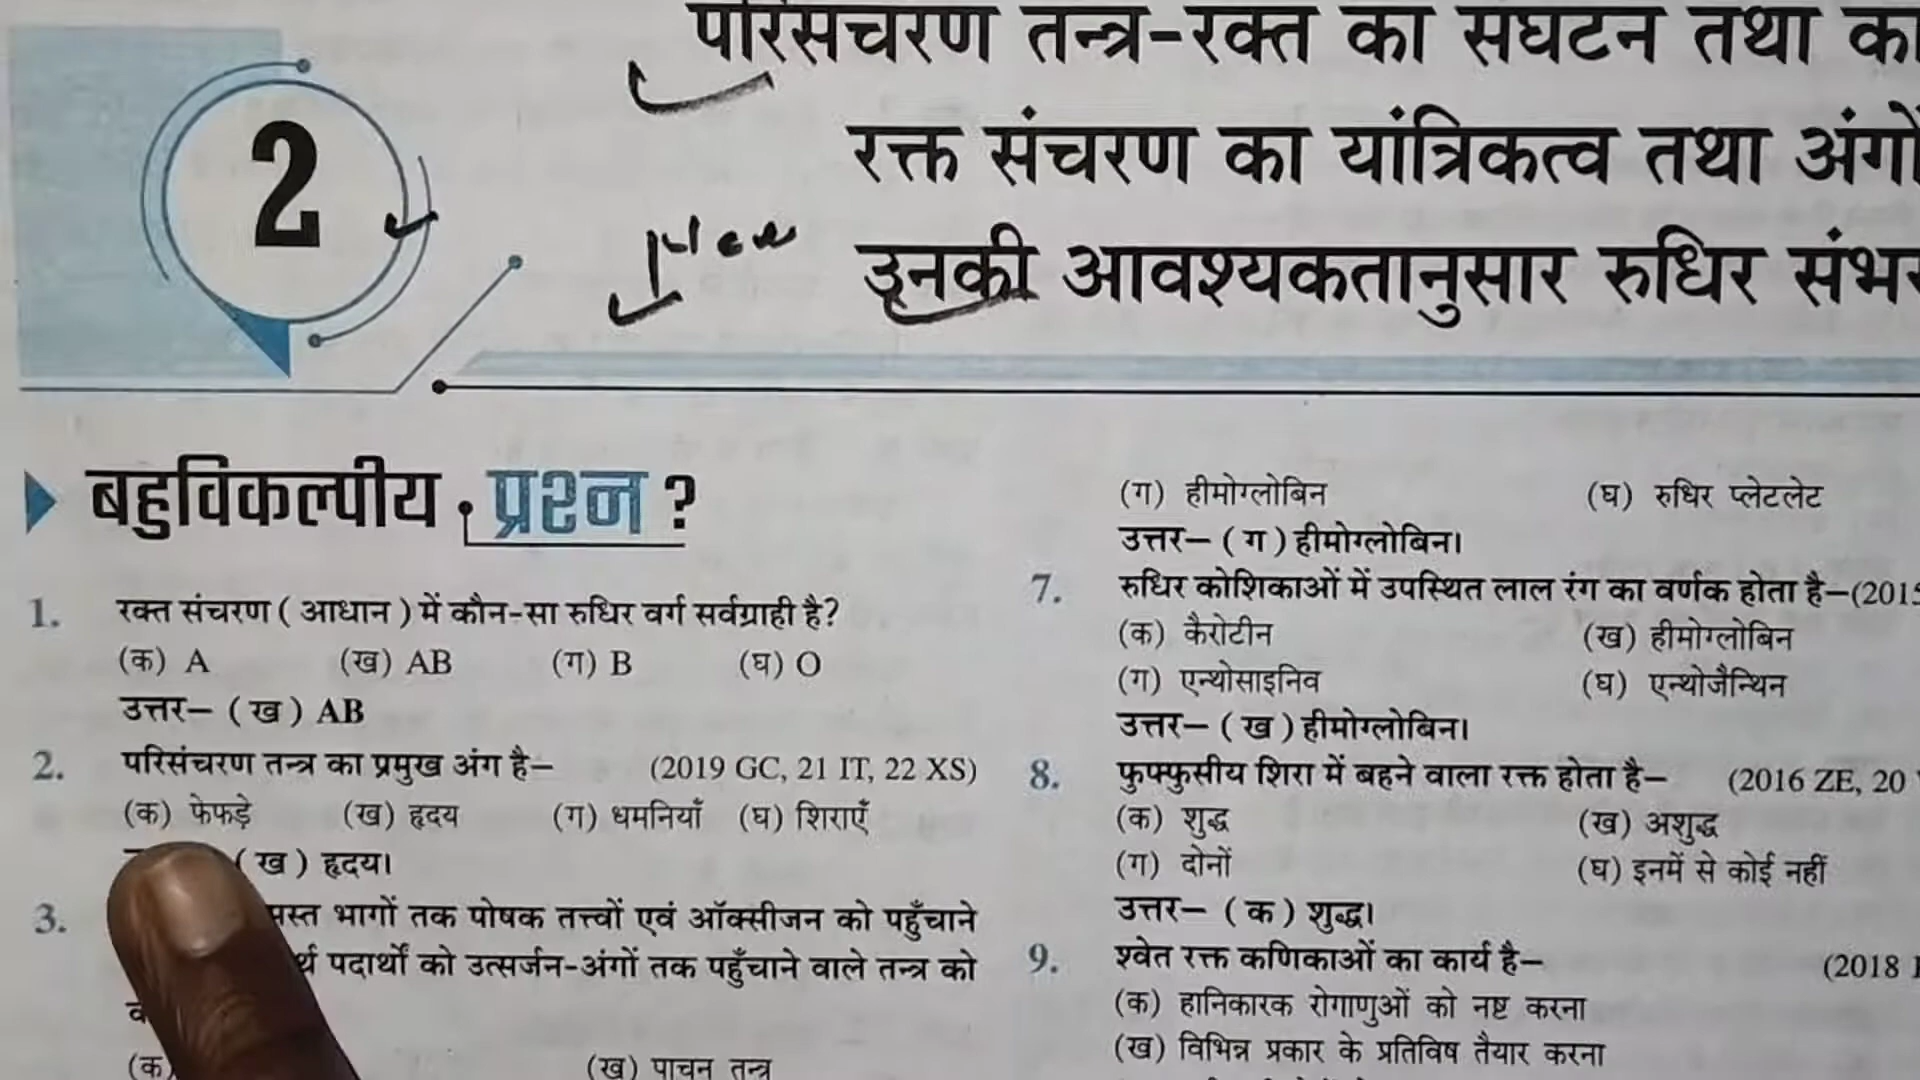 2
परिसंचरण तन्त्र-रक्त का संघटन तथा
रक्त संचरण का यांत्रिकत्व तथा
उनकी आवश्यकतानुसार रुधिर
बहुविकल्पीय प्रश्न ?
1. रक्त संचरण ( आधान ) में कौन-सा रुधिर वर्ग सर्वग्राही है?
(क) A (ख) AB (ग) B (घ) O
उत्तर– ( ख ) AB
2. परिसंचरण तन्त्र का प्रमुख अंग है– (2019 GC, 21 IT, 22 XS)
(क) फेफड़े (ख) हृदय (ग) धमनियाँ (घ) शिराएँ
( ख ) हृदय।
3. भागों तक पोषक तत्त्वों एवं ऑक्सीजन को पहुँचाने
पदार्थों को उत्सर्जन-अंगों तक पहुँचाने वाले तन्त्र को
(क) (ख) पाचन तन्त्र
(ग) हीमोग्लोबिन (घ) रुधिर प्लेटलेट
उत्तर– ( ग ) हीमोग्लोबिन।
7. रुधिर कोशिकाओं में उपस्थित लाल रंग का वर्णक होता है–(2015
(क) कैरोटीन (ख) हीमोग्लोबिन
(ग) एन्थोसाइनिव (घ) एन्थोजैन्थिन
उत्तर– ( ख ) हीमोग्लोबिन।
8. फुफ्फुसीय शिरा में बहने वाला रक्त होता है– (2016 ZE, 20
(क) शुद्ध (ख) अशुद्ध
(ग) दोनों (घ) इनमें से कोई नहीं
उत्तर– ( क ) शुद्ध।
9. श्वेत रक्त कणिकाओं का कार्य है– (2018
(क) हानिकारक रोगाणुओं को नष्ट करना
(ख) विभिन्न प्रकार के प्रतिविष तैयार करना